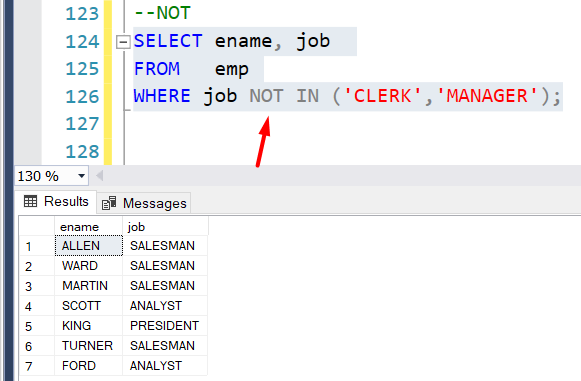 123 --NOT
124 SELECT ename, job
125 FROM emp
126 WHERE job NOT IN ('CLERK','MANAGER');
127
128
130 %
Results Messages
ename job
1 ALLEN SALESMAN
2 WARD SALESMAN
3 MARTIN SALESMAN
4 SCOTT ANALYST
5 KING PRESIDENT
6 TURNER SALESMAN
7 FORD ANALYST